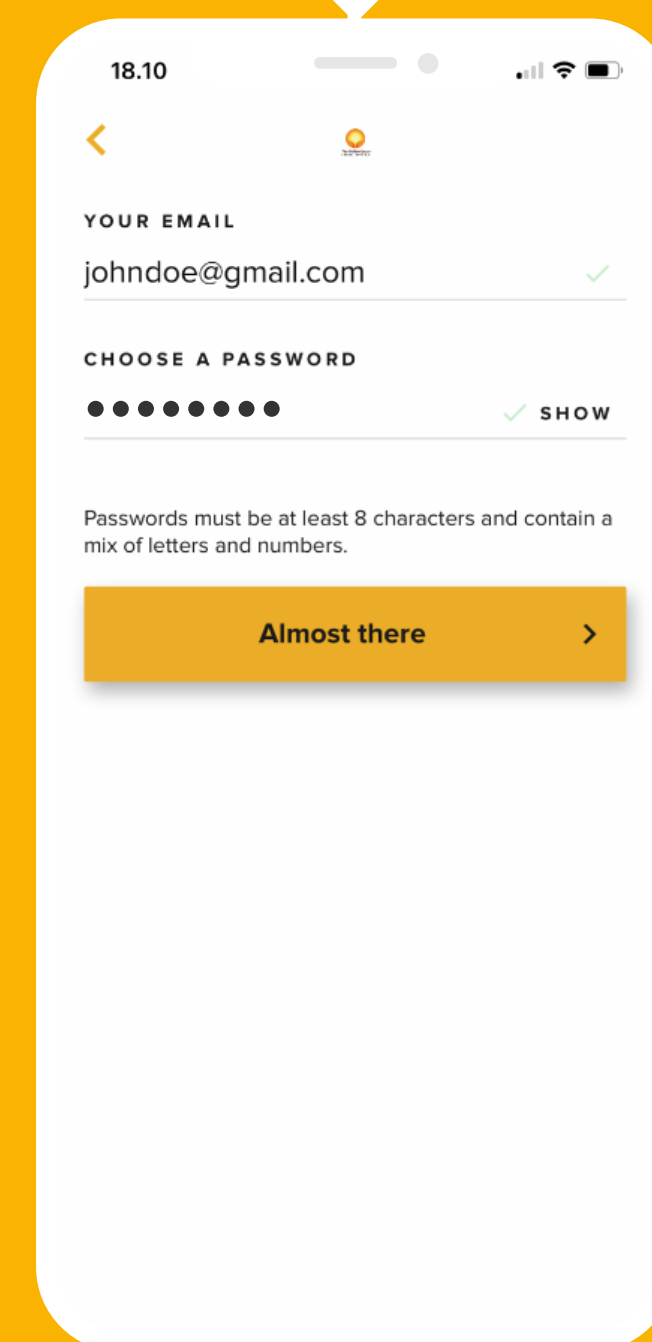 18.10
YOUR EMAIL
johndoe@gmail.com
CHOOSE A PASSWORD
●●●●●●●●
SHOW
Passwords must be at least 8 characters and contain a
mix of letters and numbers.
Almost there